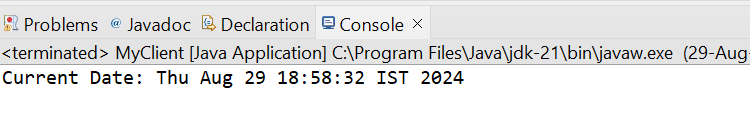 Problems @ Javadoc Declaration Console ×
<terminated> MyClient [Java Application] C:\Program Files\Java\jdk-21\bin\javaw.exe (29-Aug-
Current Date: Thu Aug 29 18:58:32 IST 2024